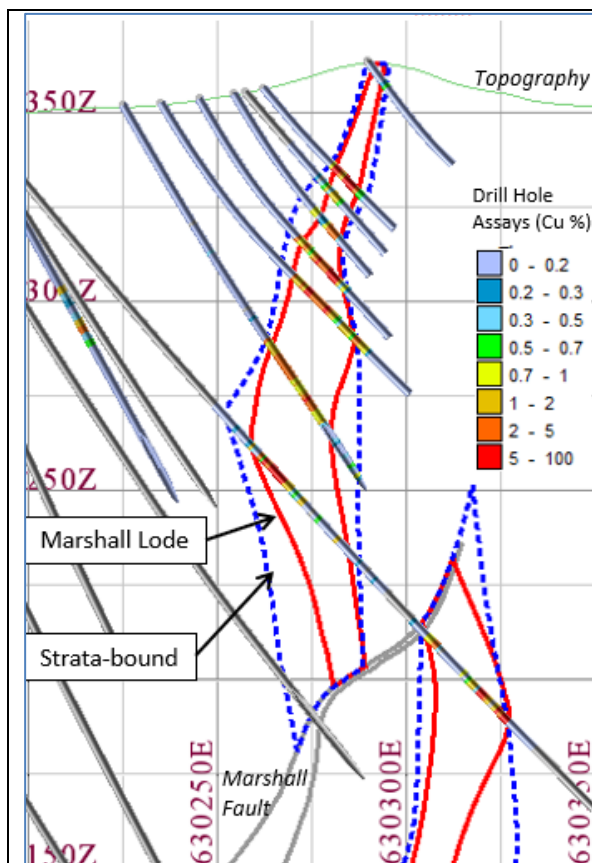 Topography
350Z
Drill Hole
Assays (Cu %)
0 - 0.2
0.2 - 0.3
0.3 - 0.5
0.5 - 0.7
0.7 - 1
1 - 2
2 - 5
5 - 100
300Z
250Z
Marshall Lode
Strata-bound
Marshall
Fault
630250E
630300E
630350E
150Z